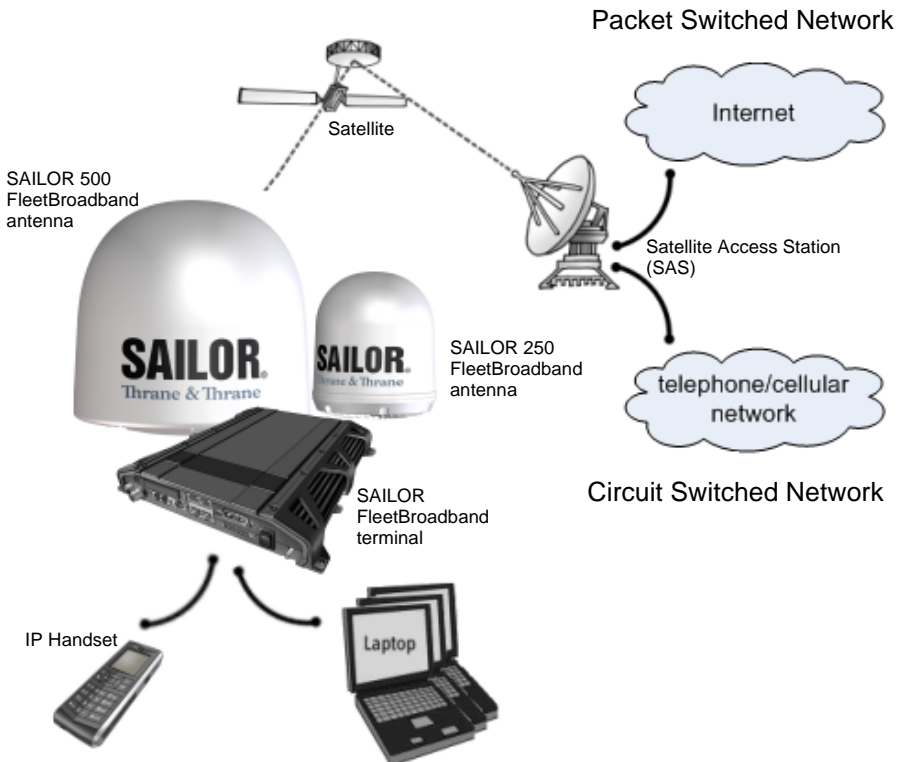 Packet Switched Network
Internet
Satellite
SAILOR 500
FleetBroadband
antenna
Satellite Access Station
(SAS)
SAILOR®
Thrane & Thrane
SAILOR®
Thrane & Thrane
SAILOR 250
FleetBroadband
antenna
telephone/cellular
network
Circuit Switched Network
SAILOR
FleetBroadband
terminal
IP Handset
Laptop